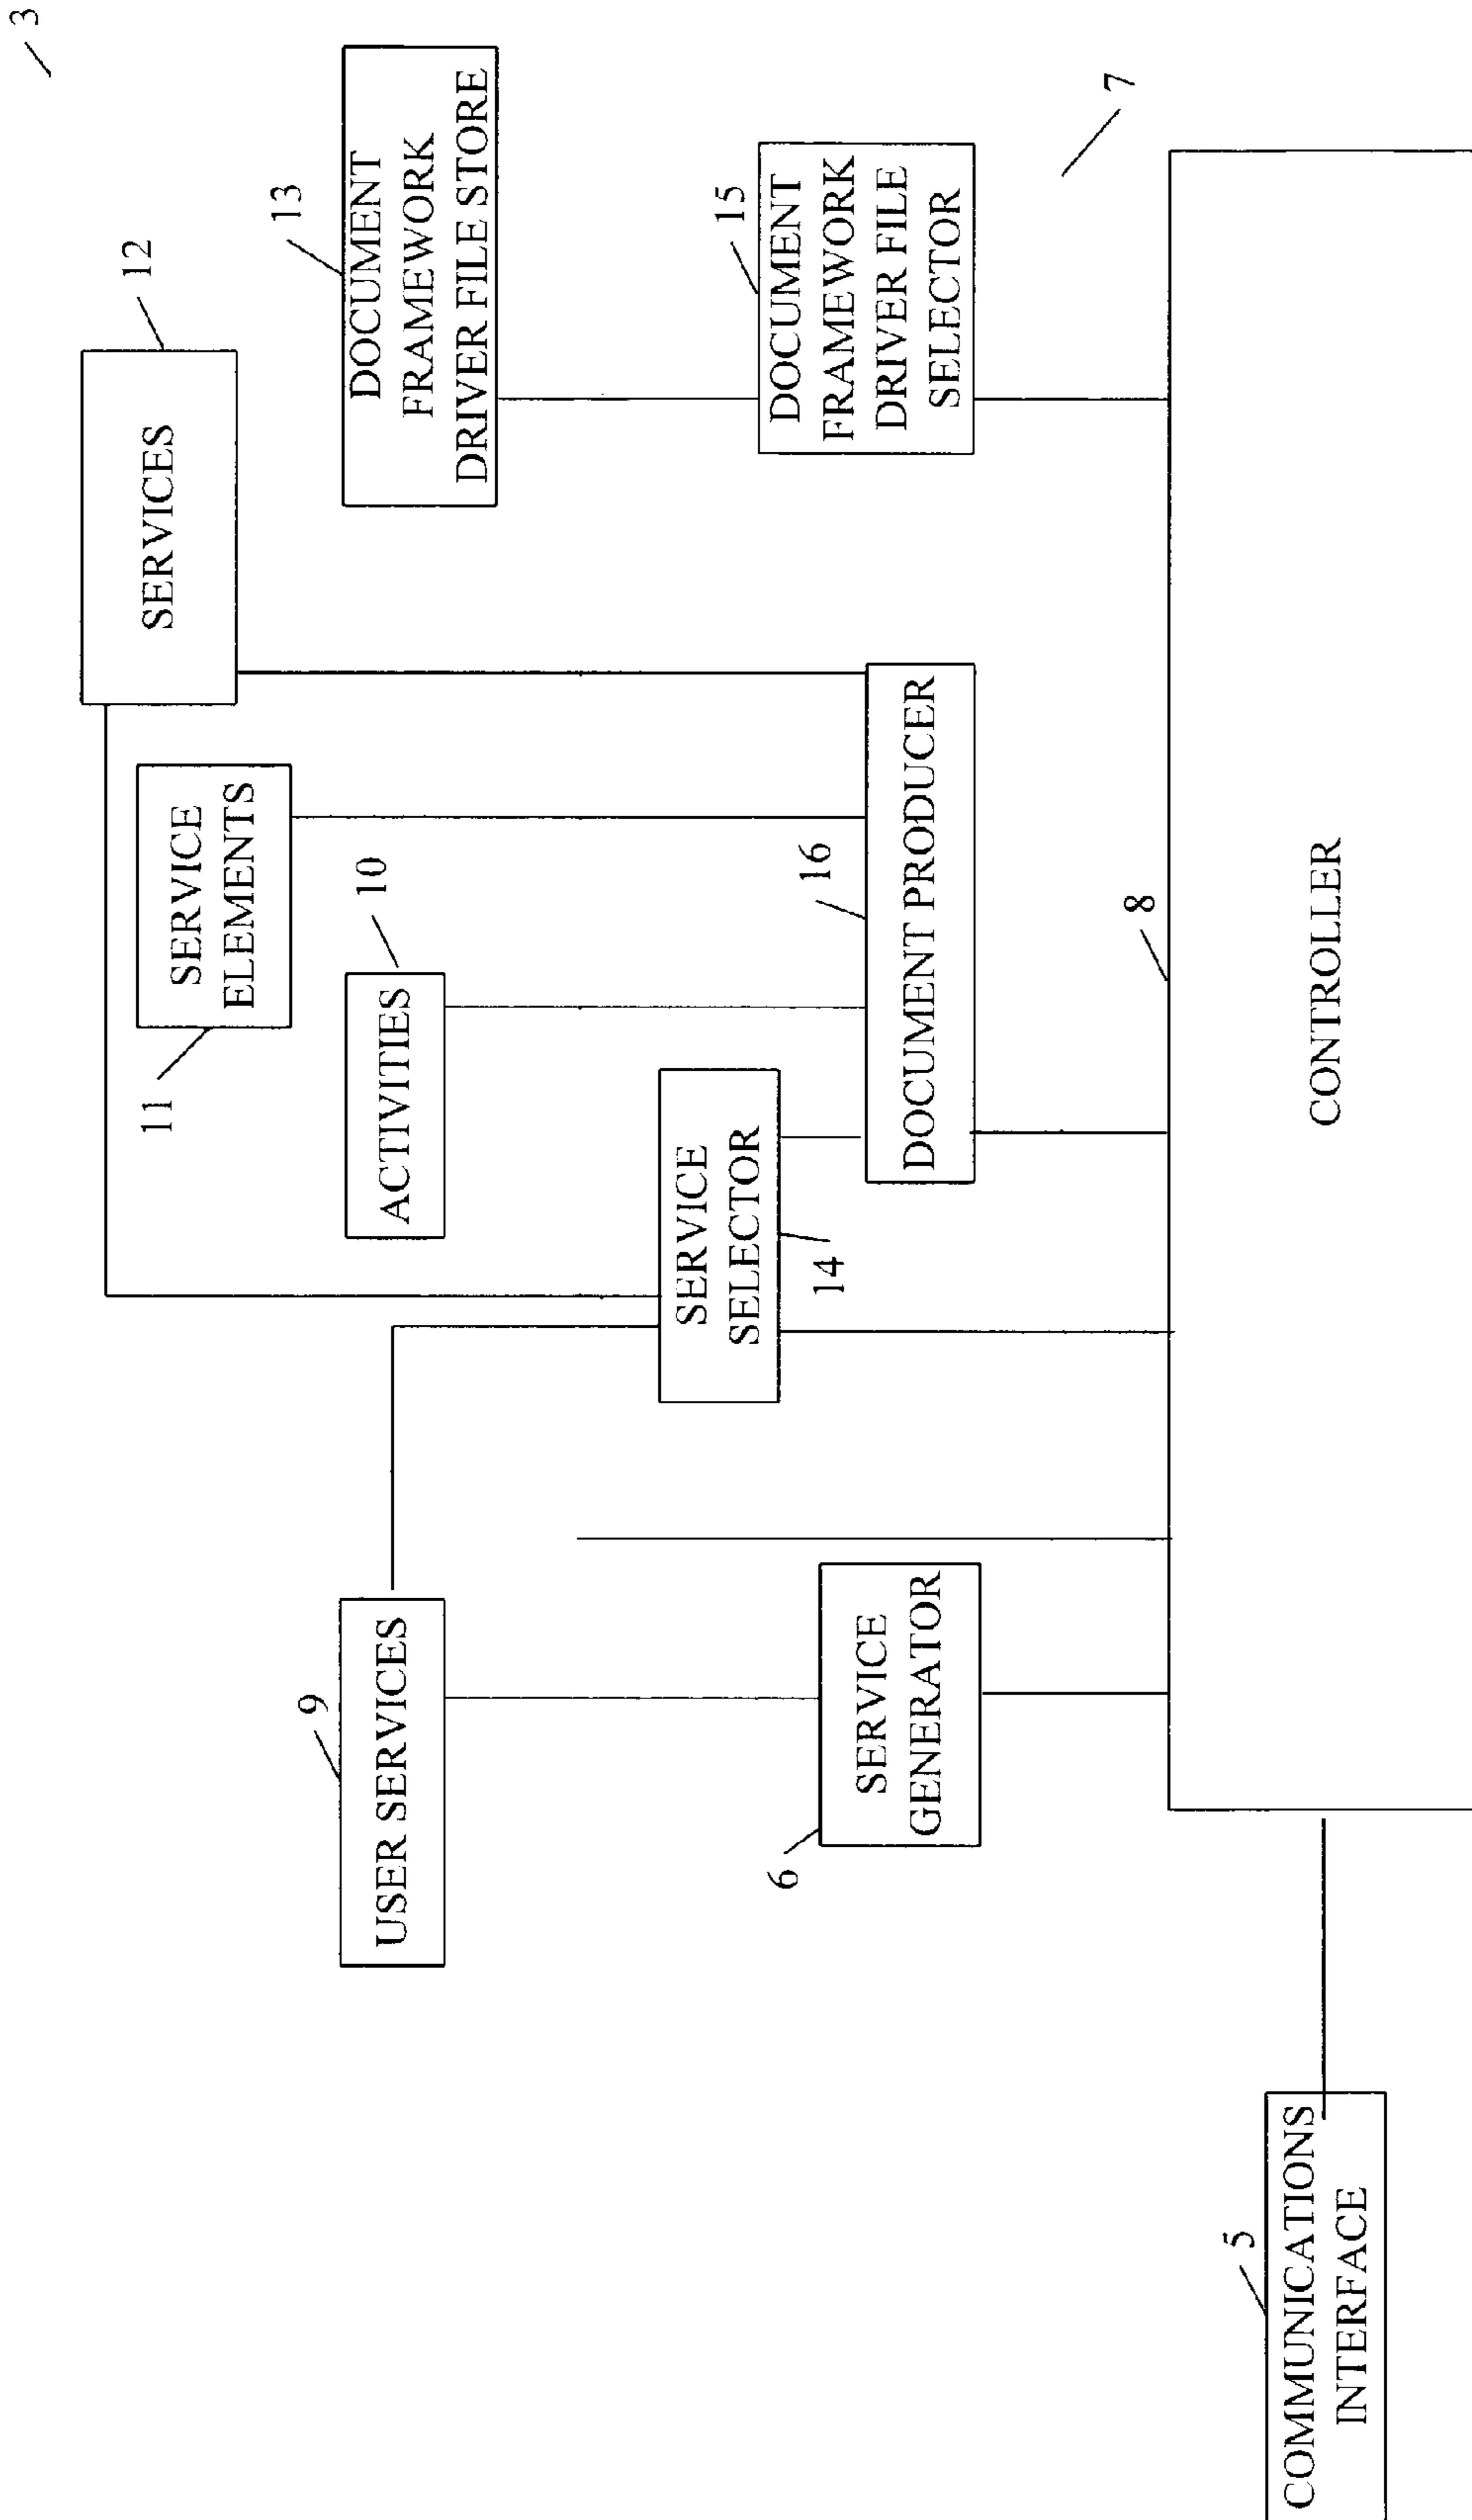 3
12
SERVICES
13
DOCUMENT
FRAMEWORK
DRIVER FILE STORE
11
SERVICE
ELEMENTS
10
ACTIVITIES
9
USER SERVICES
SERVICE
SELECTOR
14
15
DOCUMENT
FRAMEWORK
DRIVER FILE
SELECTOR
16
DOCUMENT PRODUCER
6
SERVICE
GENERATOR
7
8
CONTROLLER
5
COMMUNICATIONS
INTERFACE